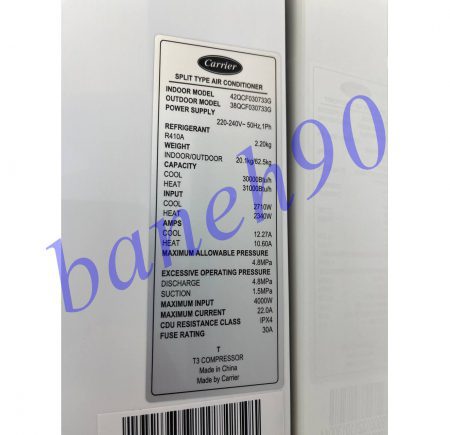 Carrier
SPLIT TYPE AIR CONDITIONER
INDOOR MODEL 42QCF030733G
OUTDOOR MODEL 38QCF030733G
POWER SUPPLY
220-240V~ 50Hz,1Ph
REFRIGERANT
R410A 2.20kg
WEIGHT
INDOOR/OUTDOOR 20.1kg/62.5kg
CAPACITY
COOL 30000Btu/h
HEAT 31000Btu/h
INPUT
COOL 2710W
HEAT 2340W
AMPS
COOL 12.27A
HEAT 10.60A
MAXIMUM ALLOWABLE PRESSURE
4.8MPa
EXCESSIVE OPERATING PRESSURE
DISCHARGE 4.8MPa
SUCTION 1.5MPa
MAXIMUM INPUT 4000W
MAXIMUM CURRENT 22.0A
CDU RESISTANCE CLASS IPX4
FUSE RATING 30A
T
T3 COMPRESSOR
Made in China
Made by Carrier
baneh90